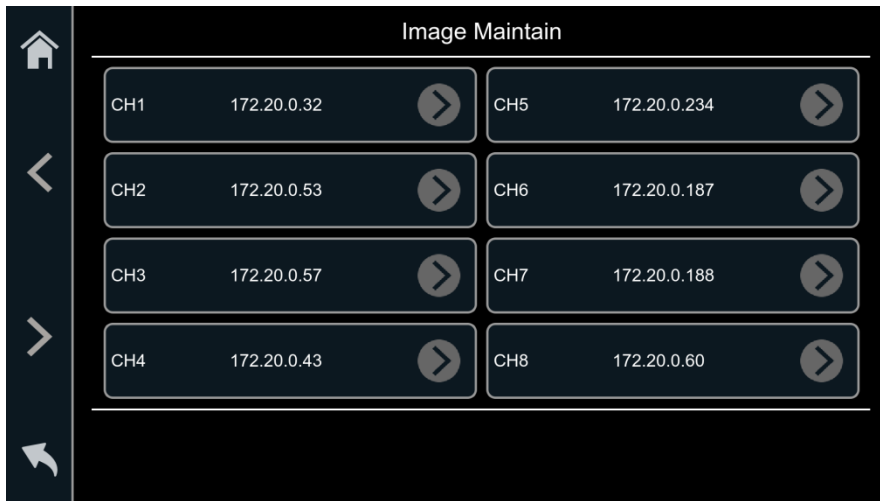 Image Maintain
CH1 172.20.0.32
CH5 172.20.0.234
CH2 172.20.0.53
CH6 172.20.0.187
CH3 172.20.0.57
CH7 172.20.0.188
CH4 172.20.0.43
CH8 172.20.0.60